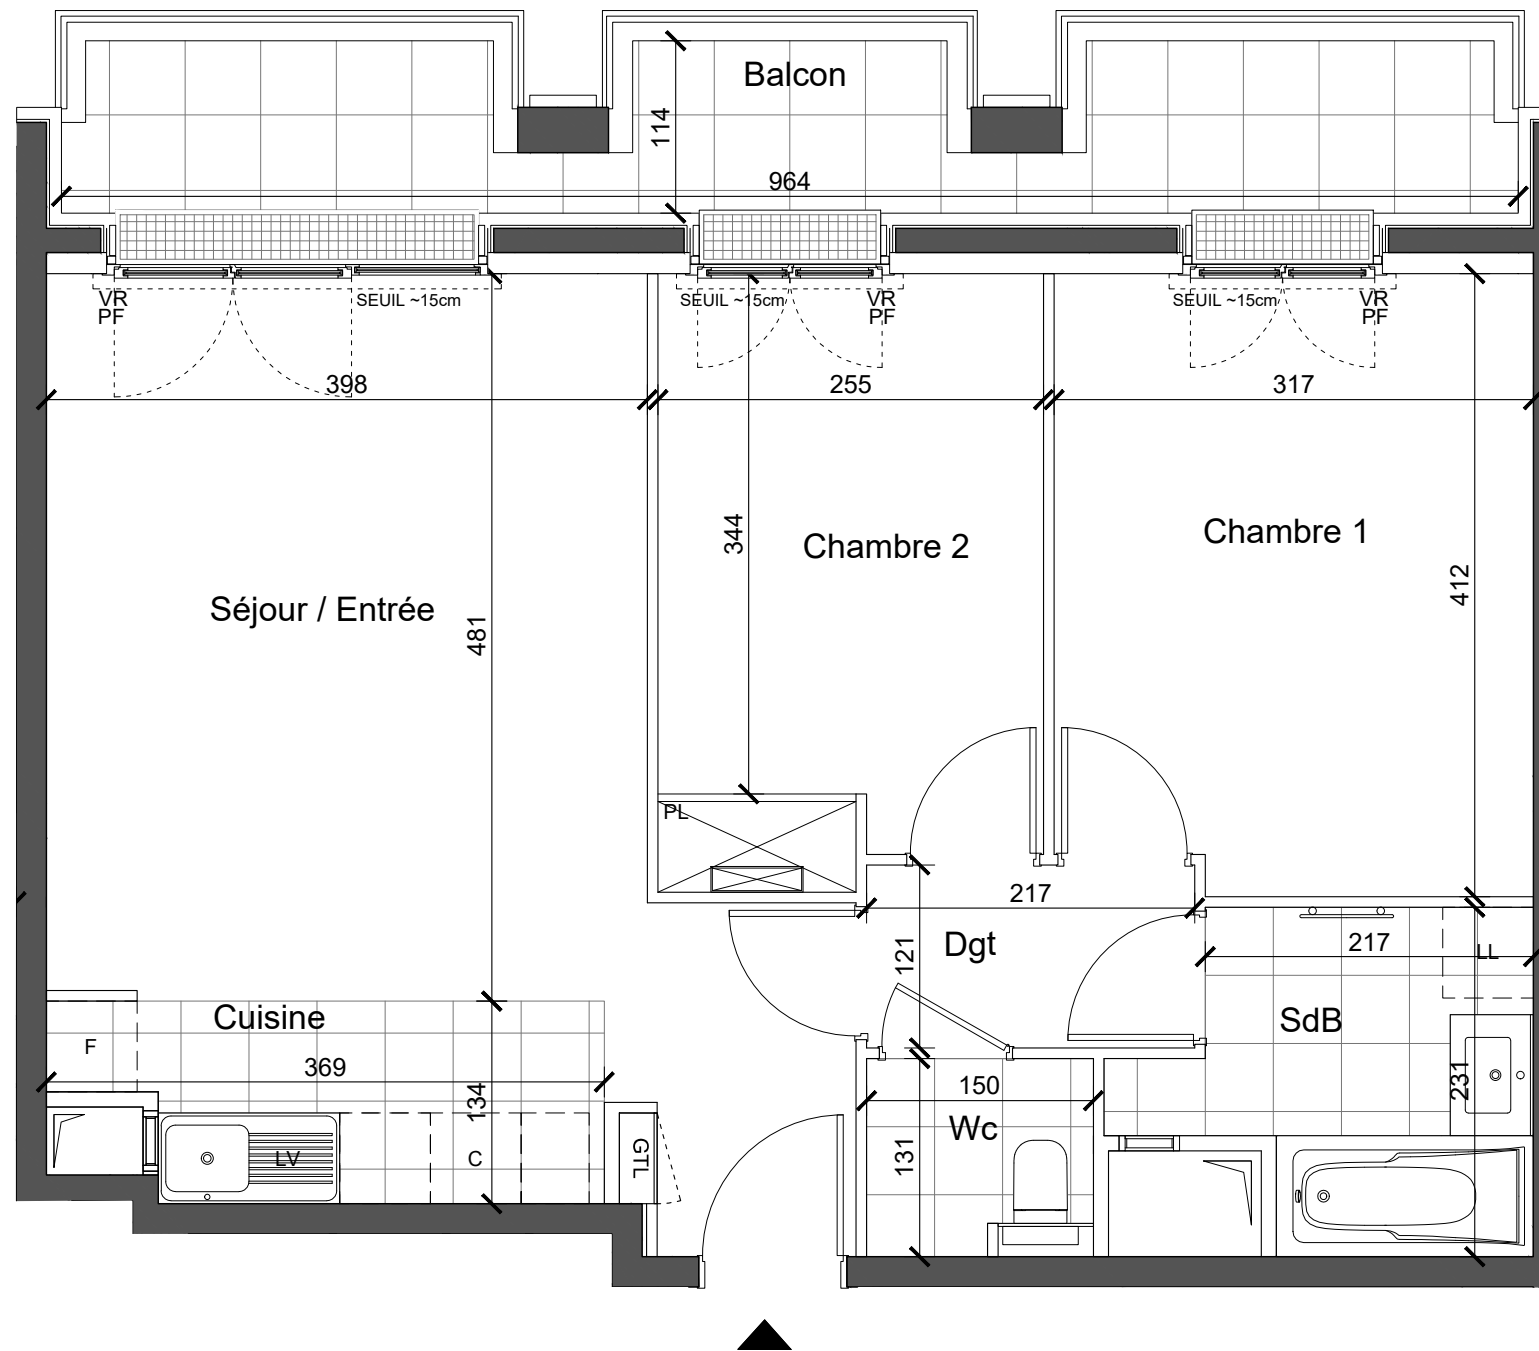 Balcon
114
964
VR
PF
SEUIL ~15cm
SEUIL ~15cm
VR
PF
SEUIL ~15cm
VR
PF
398
255
317
344
Chambre 2
Chambre 1
412
Séjour / Entrée
481
PL
217
121
Dgt
217
LL
Cuisine
SdB
F
369
134
150
231
Wc
LV
C
GTL
131